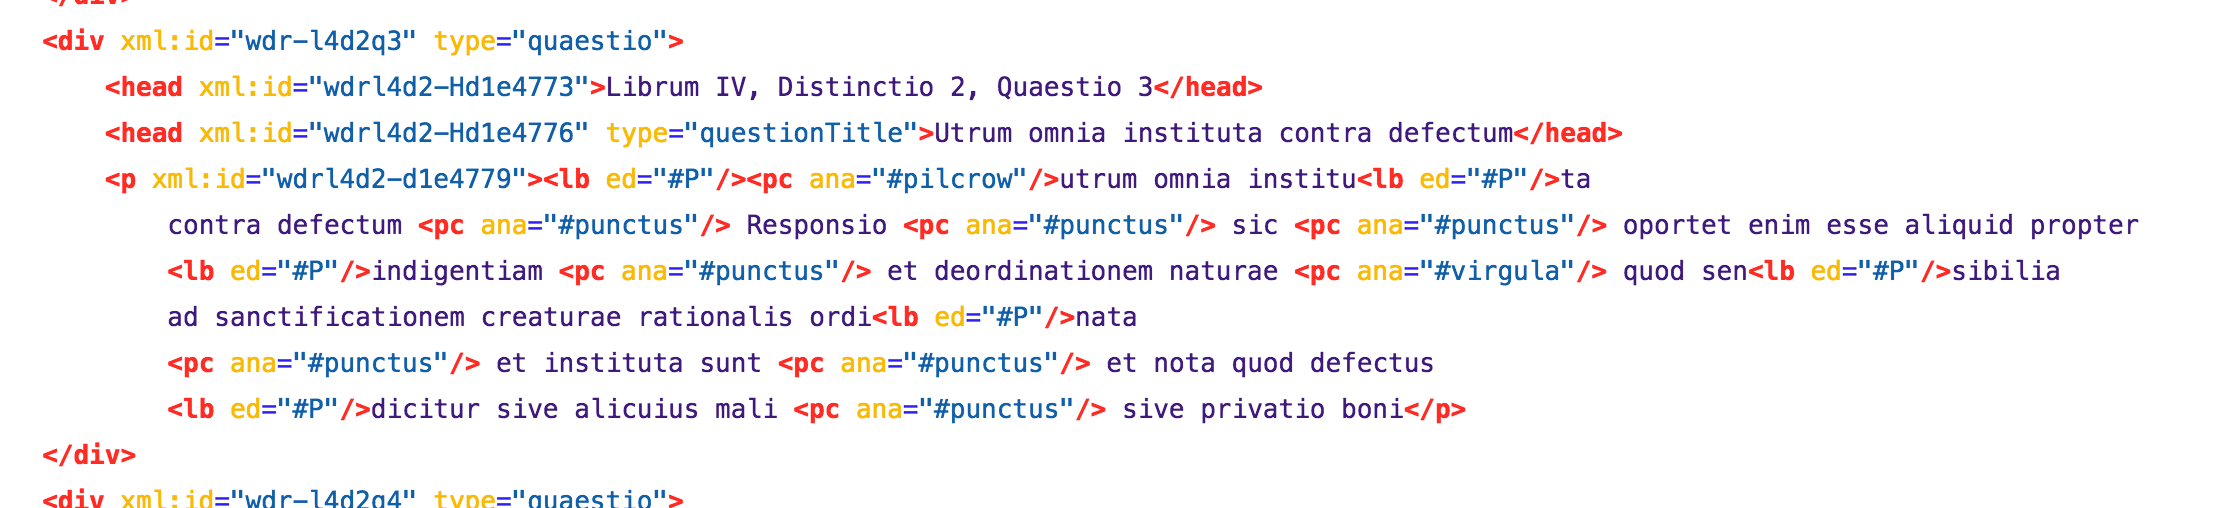 </div>
<div xml:id="wdr-l4d2q3" type="quaestio">
<head xml:id="wdrl4d2-Hd1e4773">Librum IV, Distinctio 2, Quaestio 3</head>
<head xml:id="wdrl4d2-Hd1e4776" type="questionTitle">Utrum omnia instituta contra defectum</head>
<p xml:id="wdrl4d2-d1e4779"><lb ed="#P"/><pc ana="#pilcrow"/>utrum omnia institu<lb ed="#P"/>ta
contra defectum <pc ana="#punctus"/> Responsio <pc ana="#punctus"/> sic <pc ana="#punctus"/> oportet enim esse aliquid propter
<lb ed="#P"/>indigentiam <pc ana="#punctus"/> et deordinationem naturae <pc ana="#virgula"/> quod sen<lb ed="#P"/>sibilia
ad sanctificationem creaturae rationalis ordi<lb ed="#P"/>nata
<pc ana="#punctus"/> et instituta sunt <pc ana="#punctus"/> et nota quod defectus
<lb ed="#P"/>dicitur sive alicuius mali <pc ana="#punctus"/> sive privatio boni</p>
</div>
<div xml:id="wdr-l4d2q4" type="quaestio">